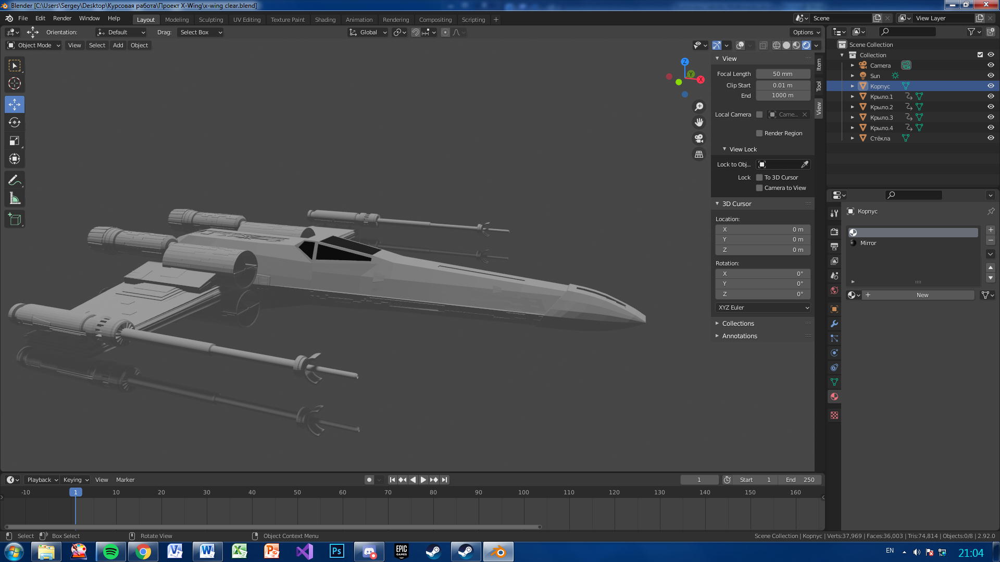 Blender [C:\Users\Sergey\Desktop\Курсовая работа\Проект X-Wing\x-wing clear.blend]
File Edit Render Window Help Layout Modeling Sculpting UV Editing Texture Paint Shading Animation Rendering Compositing Scripting Scene View Layer
Orientation: Default Drag: Select Box Global Options
Object Mode View Select Add Object
Scene Collection
Collection
Camera
Sun
Корпус
Крыло.1
Крыло.2
Крыло.3
Крыло.4
Стёкла
Z
Y
X
View
Focal Length 50 mm
Clip Start 0.01 m
End 1000 m
Local Camera Came...
Render Region
View Lock
Lock to Obj...
Lock To 3D Cursor
Camera to View
3D Cursor
Location:
X 0 m
Y 0 m
Z 0 m
Rotation:
X 0°
Y 0°
Z 0°
XYZ Euler
Collections
Annotations
Item
Tool
View
Корпус
Mirror
New
Playback Keying View Marker 1 Start 1 End 250
-10 1 10 20 30 40 50 60 70 80 90 100 110 120 130 140 150 160
Select Box Select Rotate View Object Context Menu Scene Collection | Корпус | Verts:37,969 | Faces:36,003 | Tris:74,814 | Objects:0/8 | 2.92.0
Ps
EPIC
GAMES
EN 21:04